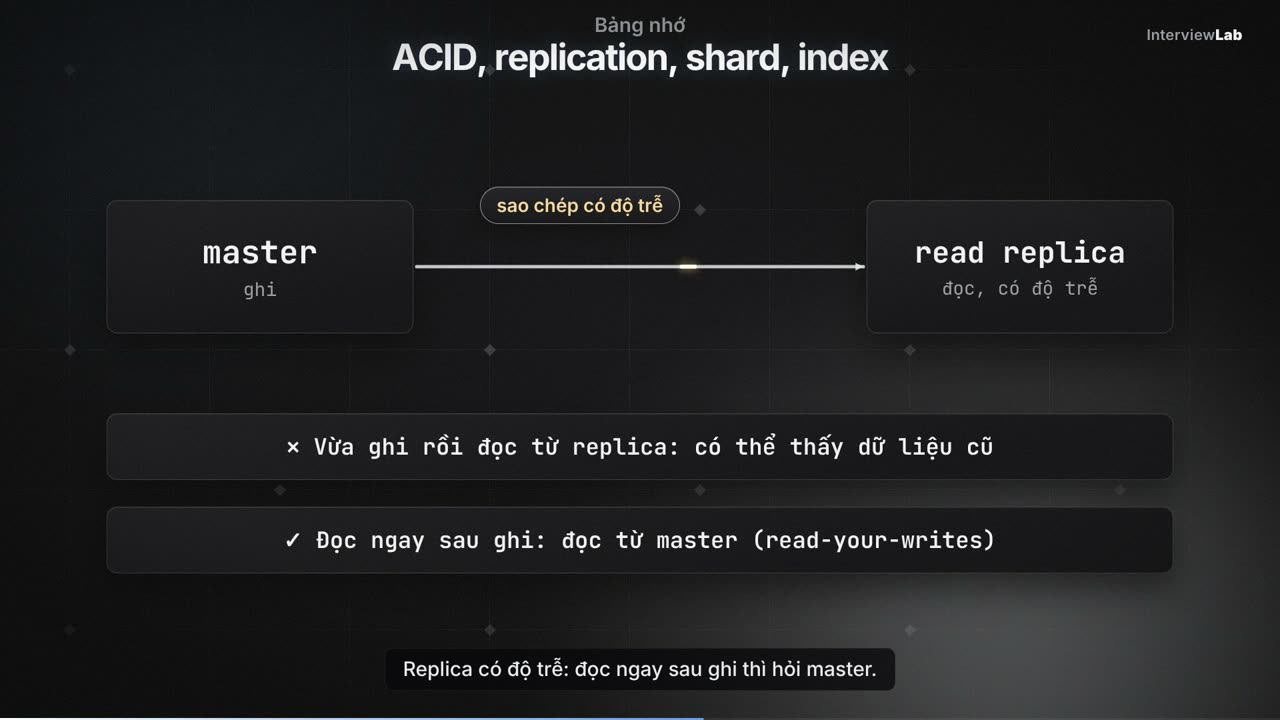 Bảng nhớ
ACID, replication, shard, index
InterviewLab
sao chép có độ trễ
master
ghi
read replica
đọc, có độ trễ
× Vừa ghi rồi đọc từ replica: có thể thấy dữ liệu cũ
✓ Đọc ngay sau ghi: đọc từ master (read-your-writes)
Replica có độ trễ: đọc ngay sau ghi thì hỏi master.